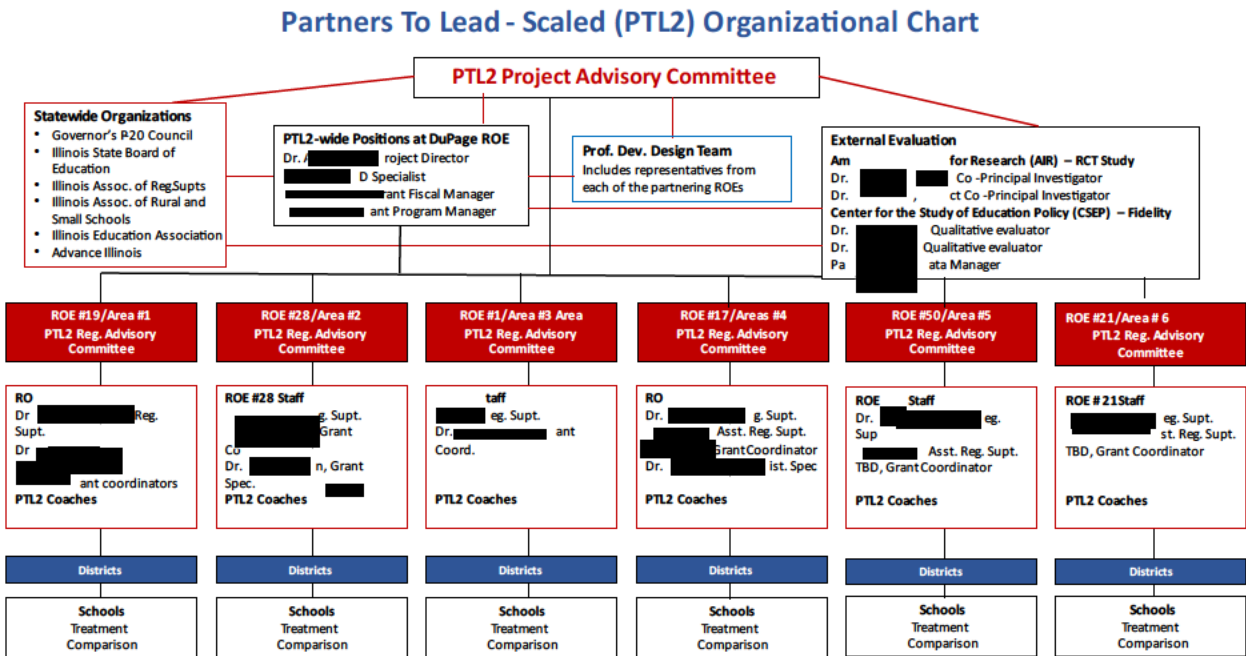 Partners To Lead - Scaled (PTL2) Organizational Chart
PTL2 Project Advisory Committee
Statewide Organizations
• Governor's P-20 Council
• Illinois State Board of
Education
• Illinois Assoc. of Reg.Supts
• Illinois Assoc. of Rural and
Small Schools
• Illinois Education Association
• Advance Illinois
PTL2-wide Positions at DuPage ROE
Dr. roject Director
D Specialist
rant Fiscal Manager
ant Program Manager
Prof. Dev. Design Team
Includes representatives from
each of the partnering ROEs
External Evaluation
Am for Research (AIR) – RCT Study
Dr. Co -Principal Investigator
Dr. , ct Co -Principal Investigator
Center for the Study of Education Policy (CSEP) – Fidelity
Dr. Qualitative evaluator
Dr. Qualitative evaluator
Pa ata Manager
ROE #19/Area #1
PTL2 Reg. Advisory
Committee
RO
Dr Reg.
Supt.
Dr
ant coordinators
PTL2 Coaches
Districts
Schools
Treatment
Comparison
ROE #28/Area #2
PTL2 Reg. Advisory
Committee
ROE #28 Staff
g. Supt.
Grant
Co
Dr. n, Grant
Spec.
PTL2 Coaches
Districts
Schools
Treatment
Comparison
ROE #1/Area #3 Area
PTL2 Reg. Advisory
Committee
taff
eg. Supt.
Dr. ant
Coord.
PTL2 Coaches
Districts
Schools
Treatment
Comparison
ROE #17/Areas #4
PTL2 Reg. Advisory
Committee
RO
Dr. g. Supt.
Asst. Reg. Supt.
Grant Coordinator
Dr. ist. Spec
PTL2 Coaches
Districts
Schools
Treatment
Comparison
ROE #50/Area #5
PTL2 Reg. Advisory
Committee
ROE Staff
Dr. eg.
Sup
Asst. Reg. Supt.
TBD, Grant Coordinator
PTL2 Coaches
Districts
Schools
Treatment
Comparison
ROE #21/Area # 6
PTL2 Reg. Advisory
Committee
ROE # 21Staff
eg. Supt.
st. Reg. Supt.
TBD, Grant Coordinator
PTL2 Coaches
Districts
Schools
Treatment
Comparison